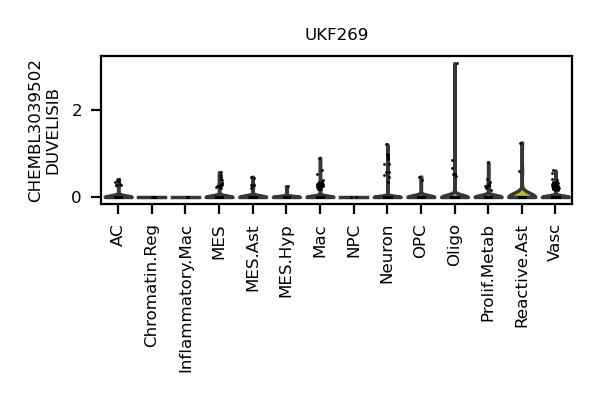 UKF269
CHEMBL3039502
DUVELISIB
2
0
AC
Chromatin.Reg
Inflammatory.Mac
MES
MES.Ast
MES.Hyp
Mac
NPC
Neuron
OPC
Oligo
Prolif.Metab
Reactive.Ast
Vasc